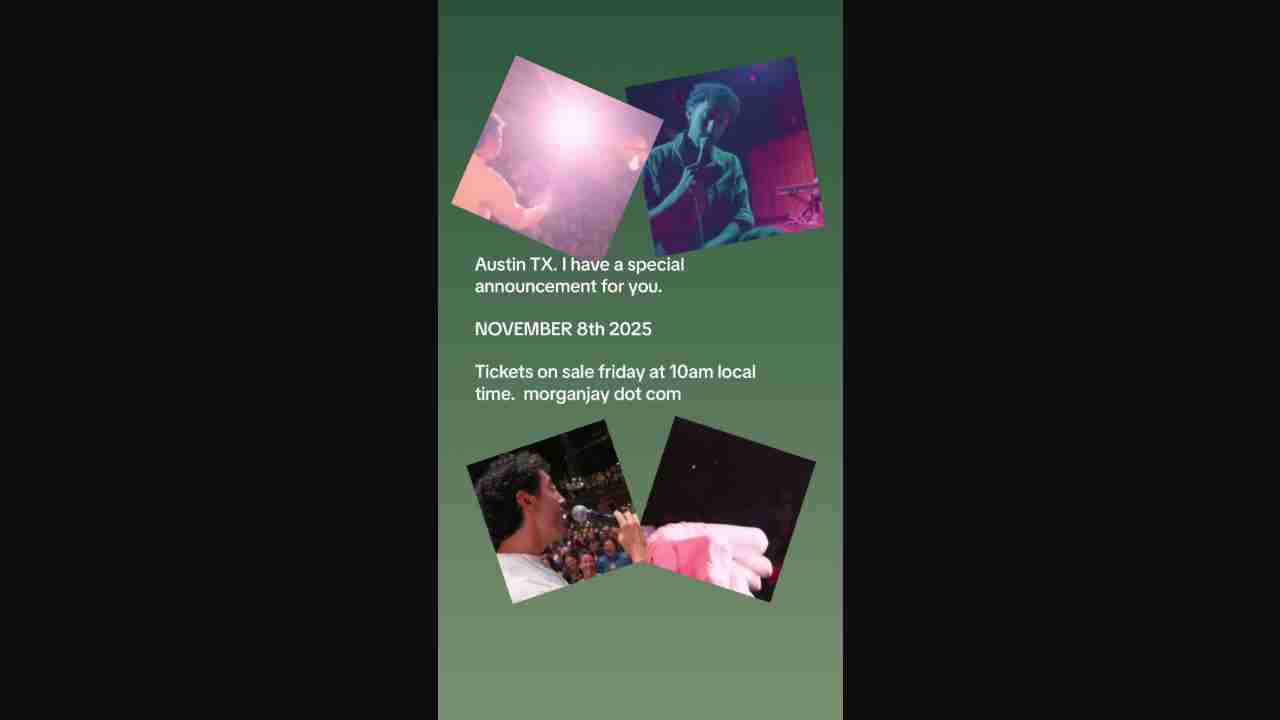 Austin TX. I have a special
announcement for you.
NOVEMBER 8th 2025
Tickets on sale friday at 10am local
time.  morganjay dot com